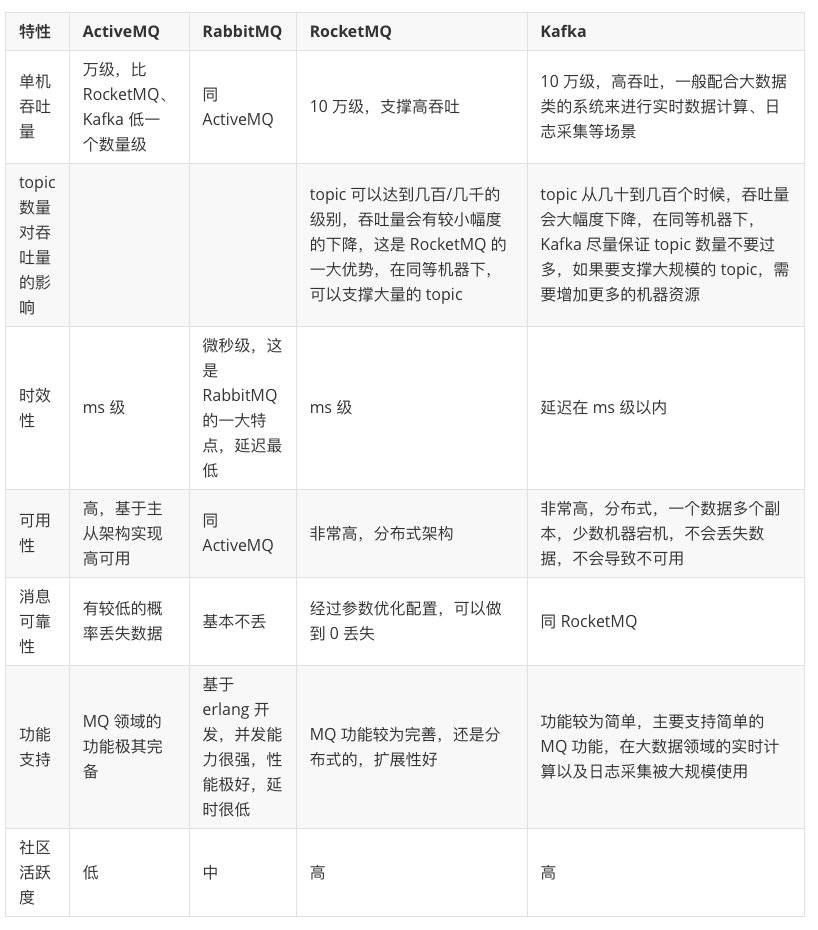 特性
ActiveMQ
RabbitMQ
RocketMQ
Kafka
单机
吞吐
量
万级，比
RocketMQ、
Kafka 低一
个数量级
同
ActiveMQ
10 万级，支撑高吞吐
10 万级，高吞吐，一般配合大数据
类的系统来进行实时数据计算、日
志采集等场景
topic
数量
对吞
吐量
的影
响
topic 可以达到几百/几千的
级别，吞吐量会有较小幅度
的下降，这是 RocketMQ 的
一大优势，在同等机器下，
可以支撑大量的 topic
topic 从几十到几百个时候，吞吐量
会大幅度下降，在同等机器下，
Kafka 尽量保证 topic 数量不要过
多，如果要支撑大规模的 topic，需
要增加更多的机器资源
时效
性
ms 级
微秒级，这
是
RabbitMQ
的一大特
点，延迟最
低
ms 级
延迟在 ms 级以内
可用
性
高，基于主
从架构实现
高可用
同
ActiveMQ
非常高，分布式架构
非常高，分布式，一个数据多个副
本，少数机器宕机，不会丢失数
据，不会导致不可用
消息
可靠
性
有较低的概
率丢失数据
基本不丢
经过参数优化配置，可以做
到 0 丢失
同 RocketMQ
功能
支持
MQ 领域的
功能极其完
备
基于
erlang 开
发，并发能
力很强，性
能极好，延
时很低
MQ 功能较为完善，还是分
布式的，扩展性好
功能较为简单，主要支持简单的
MQ 功能，在大数据领域的实时计
算以及日志采集被大规模使用
社区
活跃
度
低
中
高
高